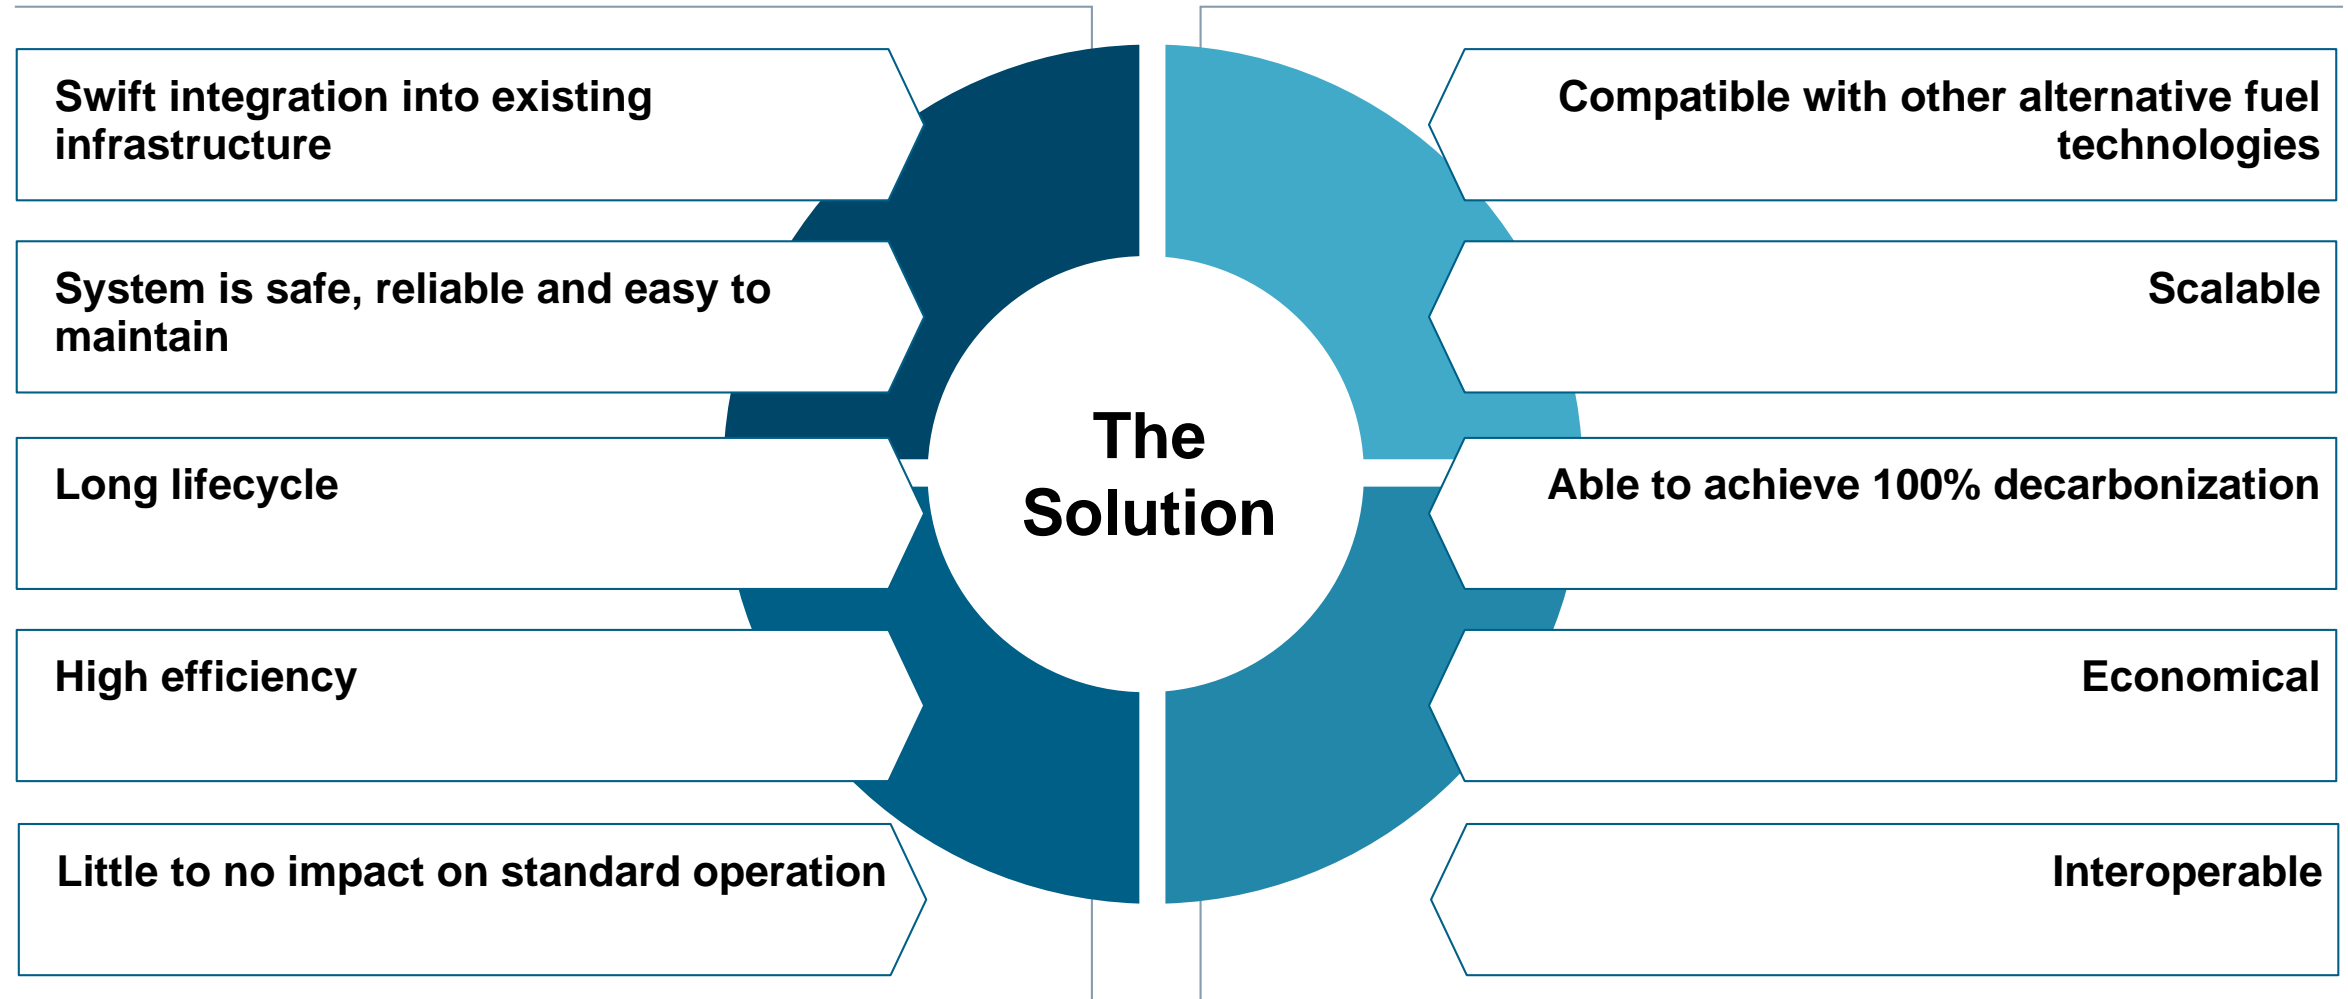 Swift integration into existing
infrastructure
System is safe, reliable and easy to
maintain
Long lifecycle
High efficiency
Little to no impact on standard operation
The
Solution
Compatible with other alternative fuel
technologies
Scalable
Able to achieve 100% decarbonization
Economical
Interoperable